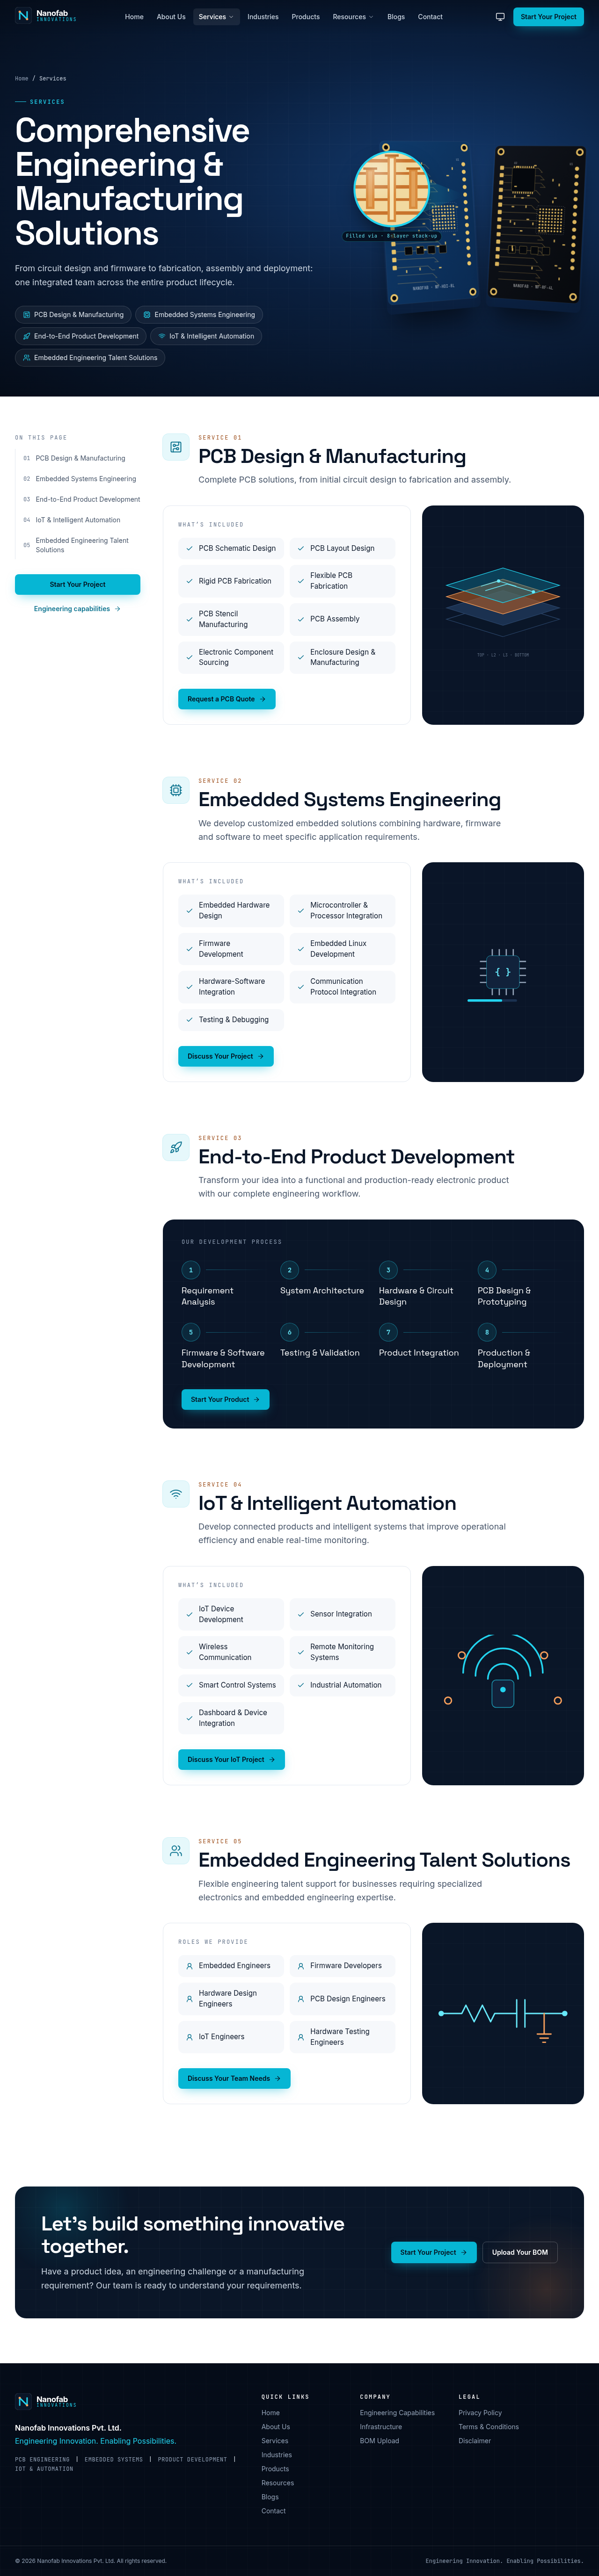 Nanofab
INNOVATIONS
Home
About Us
Services
Industries
Products
Resources
Blogs
Contact
Start Your Project
Home / Services
SERVICES
Comprehensive
Engineering &
Manufacturing
Solutions
From circuit design and firmware to fabrication, assembly and deployment:
one integrated team across the entire product lifecycle.
PCB Design & Manufacturing
Embedded Systems Engineering
End-to-End Product Development
IoT & Intelligent Automation
Embedded Engineering Talent Solutions
Filled via · 8-layer stack-up
ON THIS PAGE
01 PCB Design & Manufacturing
02 Embedded Systems Engineering
03 End-to-End Product Development
04 IoT & Intelligent Automation
05 Embedded Engineering Talent
Solutions
Start Your Project
Engineering capabilities
SERVICE 01
PCB Design & Manufacturing
Complete PCB solutions, from initial circuit design to fabrication and assembly.
WHAT'S INCLUDED
PCB Schematic Design
PCB Layout Design
Rigid PCB Fabrication
Flexible PCB
Fabrication
PCB Stencil
Manufacturing
PCB Assembly
Electronic Component
Sourcing
Enclosure Design &
Manufacturing
Request a PCB Quote
TOP · L2 · L3 · BOTTOM
SERVICE 02
Embedded Systems Engineering
We develop customized embedded solutions combining hardware, firmware
and software to meet specific application requirements.
WHAT'S INCLUDED
Embedded Hardware
Design
Microcontroller &
Processor Integration
Firmware
Development
Embedded Linux
Development
Hardware-Software
Integration
Communication
Protocol Integration
Testing & Debugging
Discuss Your Project
{ }
SERVICE 03
End-to-End Product Development
Transform your idea into a functional and production-ready electronic product
with our complete engineering workflow.
OUR DEVELOPMENT PROCESS
1
Requirement
Analysis
2
System Architecture
3
Hardware & Circuit
Design
4
PCB Design &
Prototyping
5
Firmware & Software
Development
6
Testing & Validation
7
Product Integration
8
Production &
Deployment
Start Your Product
SERVICE 04
IoT & Intelligent Automation
Develop connected products and intelligent systems that improve operational
efficiency and enable real-time monitoring.
WHAT'S INCLUDED
IoT Device
Development
Sensor Integration
Wireless
Communication
Remote Monitoring
Systems
Smart Control Systems
Industrial Automation
Dashboard & Device
Integration
Discuss Your IoT Project
SERVICE 05
Embedded Engineering Talent Solutions
Flexible engineering talent support for businesses requiring specialized
electronics and embedded engineering expertise.
ROLES WE PROVIDE
Embedded Engineers
Firmware Developers
Hardware Design
Engineers
PCB Design Engineers
IoT Engineers
Hardware Testing
Engineers
Discuss Your Team Needs
Let's build something innovative
together.
Have a product idea, an engineering challenge or a manufacturing
requirement? Our team is ready to understand your requirements.
Start Your Project
Upload Your BOM
Nanofab
INNOVATIONS
Nanofab Innovations Pvt. Ltd.
Engineering Innovation. Enabling Possibilities.
PCB ENGINEERING | EMBEDDED SYSTEMS | PRODUCT DEVELOPMENT |
IOT & AUTOMATION
QUICK LINKS
Home
About Us
Services
Industries
Products
Resources
Blogs
Contact
COMPANY
Engineering Capabilities
Infrastructure
BOM Upload
LEGAL
Privacy Policy
Terms & Conditions
Disclaimer
© 2026 Nanofab Innovations Pvt. Ltd. All rights reserved.
Engineering Innovation. Enabling Possibilities.